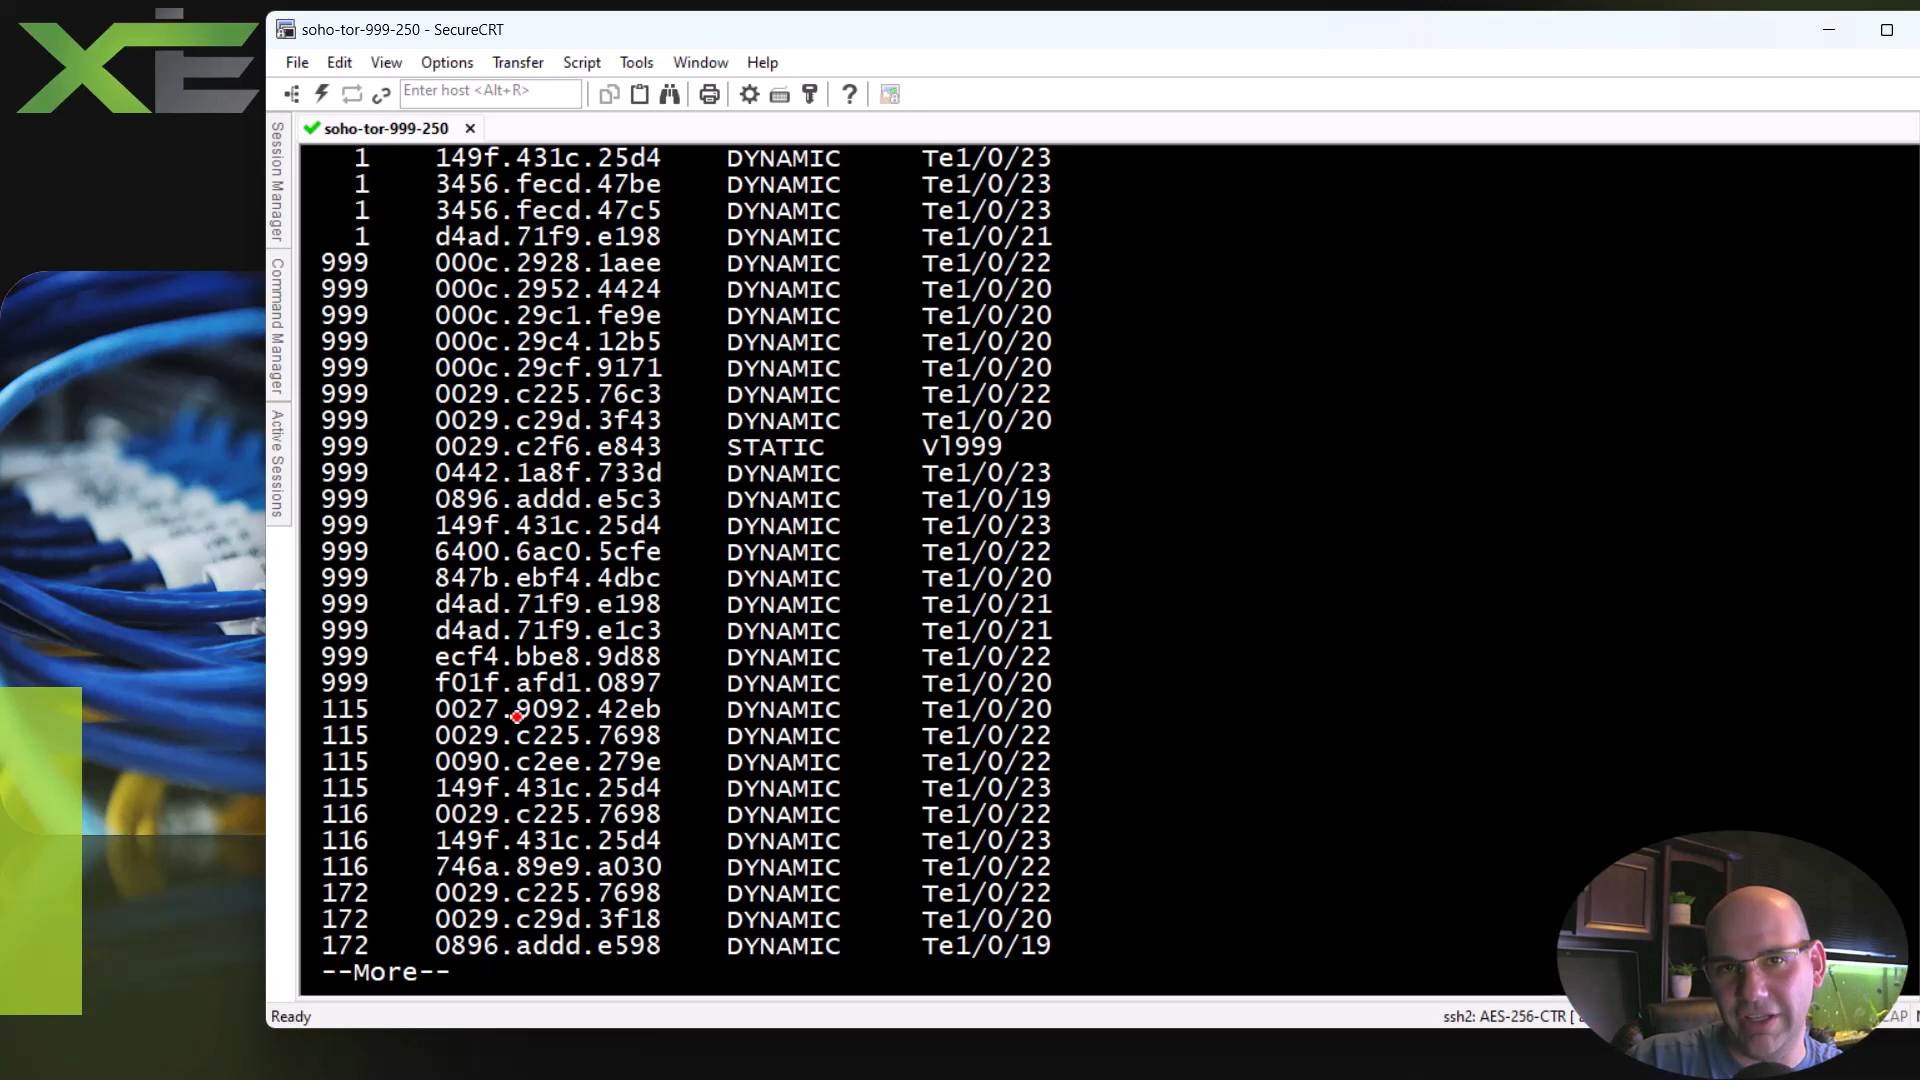 XIE
soho-tor-999-250 - SecureCRT
File Edit View Options Transfer Script Tools Window Help
Enter host <Alt+R>
soho-tor-999-250
Session Manager
Command Manager
Active Sessions
1 149f.431c.25d4 DYNAMIC Te1/0/23
1 3456.fecd.47be DYNAMIC Te1/0/23
1 3456.fecd.47c5 DYNAMIC Te1/0/23
1 d4ad.71f9.e198 DYNAMIC Te1/0/21
999 000c.2928.1aee DYNAMIC Te1/0/22
999 000c.2952.4424 DYNAMIC Te1/0/20
999 000c.29c1.fe9e DYNAMIC Te1/0/20
999 000c.29c4.12b5 DYNAMIC Te1/0/20
999 000c.29cf.9171 DYNAMIC Te1/0/20
999 0029.c225.76c3 DYNAMIC Te1/0/22
999 0029.c29d.3f43 DYNAMIC Te1/0/20
999 0029.c2f6.e843 STATIC Vl999
999 0442.1a8f.733d DYNAMIC Te1/0/23
999 0896.addd.e5c3 DYNAMIC Te1/0/19
999 149f.431c.25d4 DYNAMIC Te1/0/23
999 6400.6ac0.5cfe DYNAMIC Te1/0/22
999 847b.ebf4.4dbc DYNAMIC Te1/0/20
999 d4ad.71f9.e198 DYNAMIC Te1/0/21
999 d4ad.71f9.e1c3 DYNAMIC Te1/0/21
999 ecf4.bbe8.9d88 DYNAMIC Te1/0/22
999 f01f.afd1.0897 DYNAMIC Te1/0/20
115 0027.9092.42eb DYNAMIC Te1/0/20
115 0029.c225.7698 DYNAMIC Te1/0/22
115 0090.c2ee.279e DYNAMIC Te1/0/22
115 149f.431c.25d4 DYNAMIC Te1/0/23
116 0029.c225.7698 DYNAMIC Te1/0/22
116 149f.431c.25d4 DYNAMIC Te1/0/23
116 746a.89e9.a030 DYNAMIC Te1/0/22
172 0029.c225.7698 DYNAMIC Te1/0/22
172 0029.c29d.3f18 DYNAMIC Te1/0/20
172 0896.addd.e598 DYNAMIC Te1/0/19
--More--
Ready ssh2: AES-256-CTR [ AP